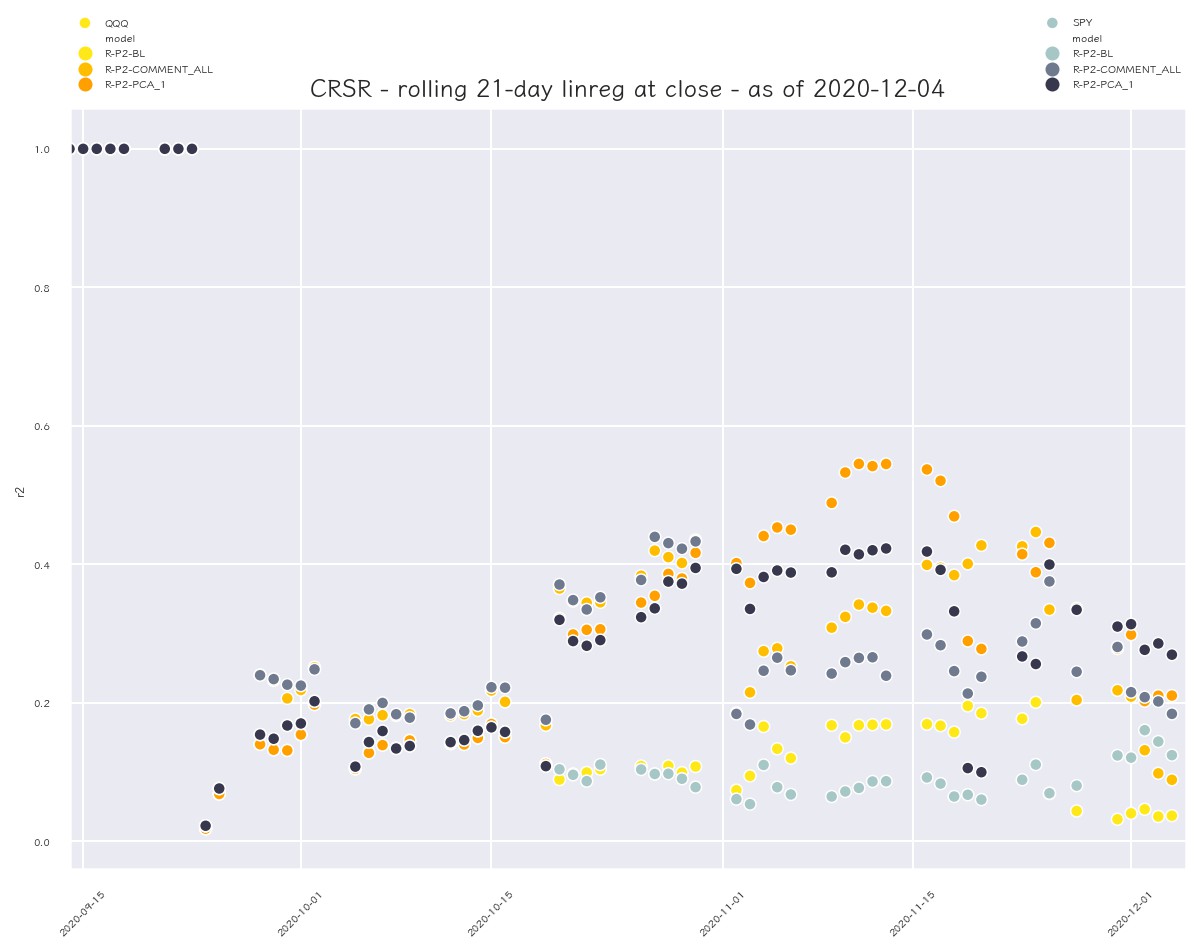 QQQ
model
R-P2-BL
R-P2-COMMENT_ALL
R-P2-PCA_1
SPY
model
R-P2-BL
R-P2-COMMENT_ALL
R-P2-PCA_1
CRSR - rolling 21-day linreg at close - as of 2020-12-04
1.0
0.8
0.6
0.4
0.2
0.0
r2
2020-09-15
2020-10-01
2020-10-15
2020-11-01
2020-11-15
2020-12-01